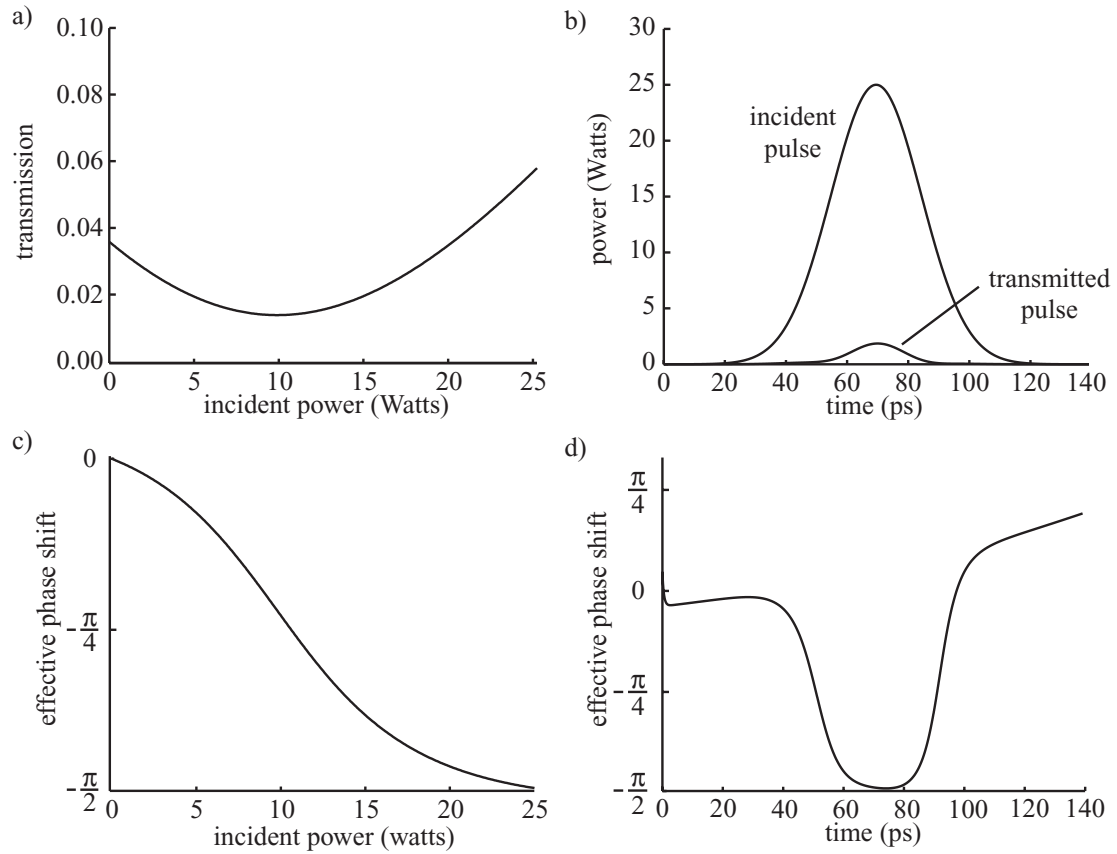 a)
0.10
0.08
0.06
0.04
0.02
0.00
transmission
0 5 10 15 20 25
incident power (Watts)
b)
30
25
20
15
10
5
0
power (Watts)
incident
pulse
transmitted
pulse
0 20 40 60 80 100 120 140
time (ps)
c)
0
-π/4
-π/2
effective phase shift
0 5 10 15 20 25
incident power (watts)
d)
π/4
0
-π/4
-π/2
effective phase shift
0 20 40 60 80 100 120 140
time (ps)